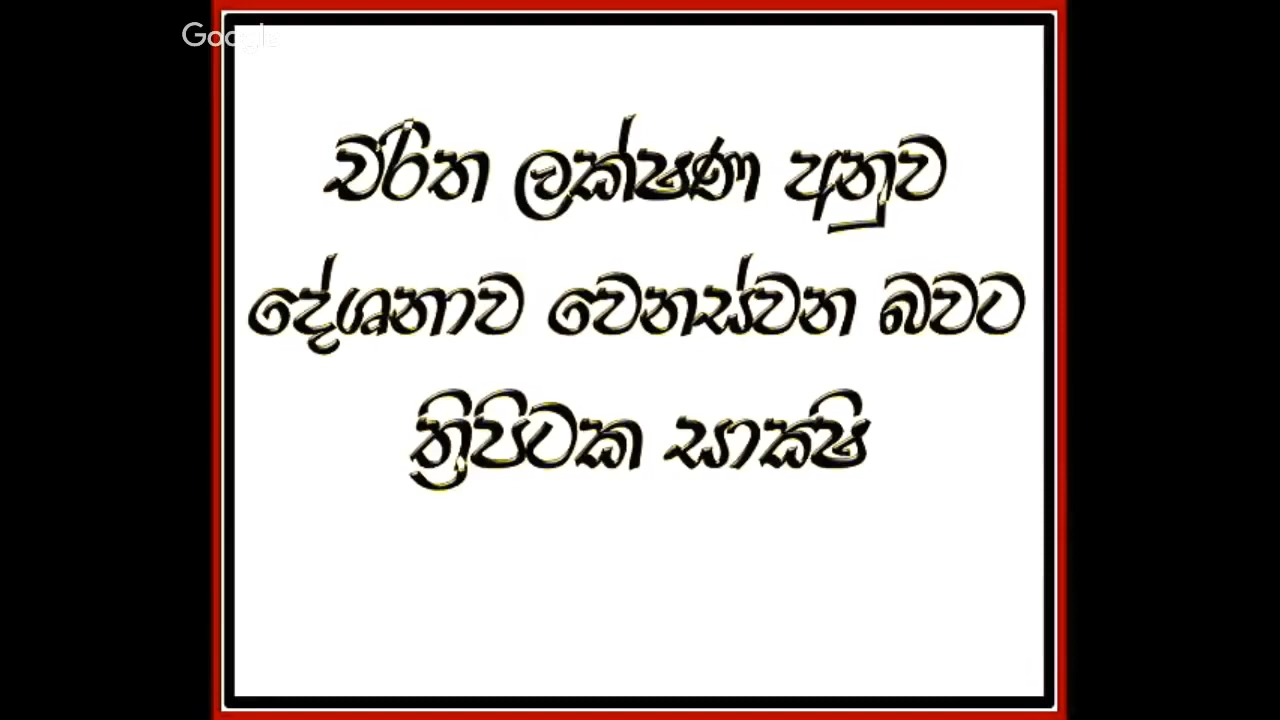 Google
චරිත ලක්ෂණ අනුව
දේශනාව වෙනස්වන බවට
ත්‍රිපිටක සාක්ෂි